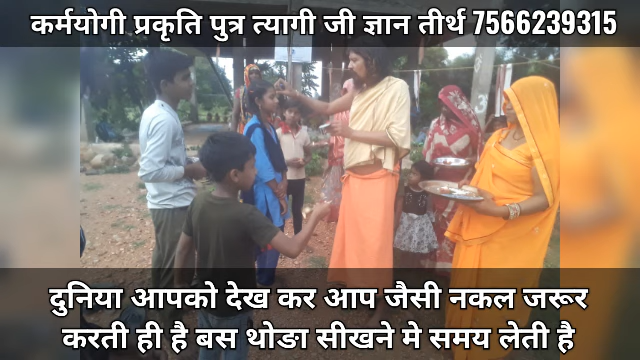 कर्मयोगी प्रकृति पुत्र त्यागी जी ज्ञान तीर्थ 7566239315
दुनिया आपको देख कर आप जैसी नकल जरूर
करती ही है बस थोङा सीखने मे समय लेती है